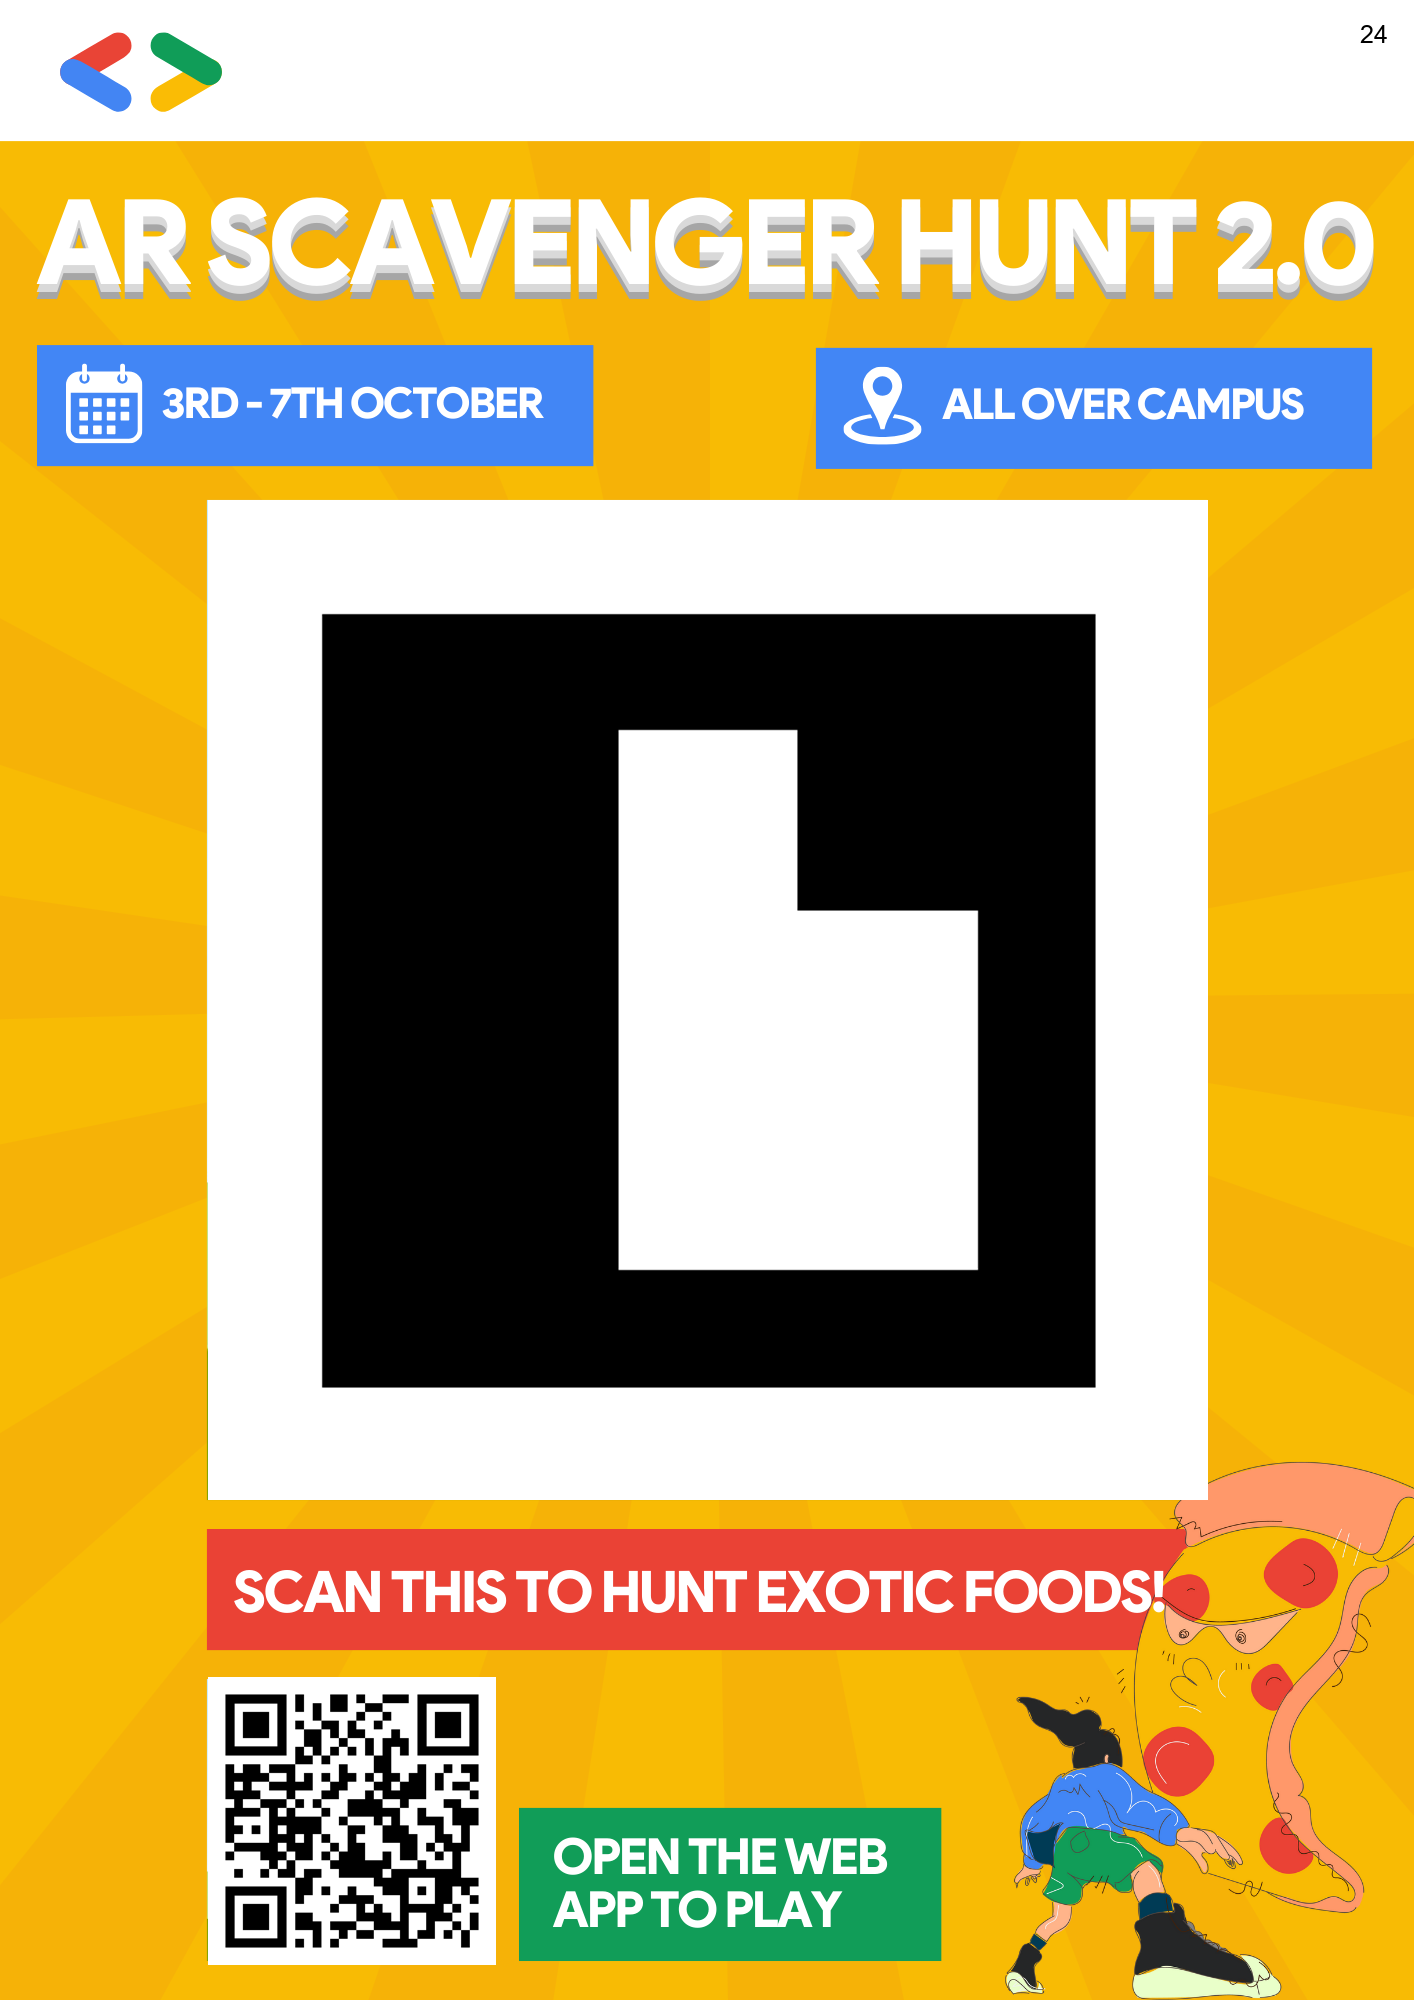 24
AR SCAVENGER HUNT 2.0
3RD - 7TH OCTOBER
ALL OVER CAMPUS
SCAN THIS TO HUNT EXOTIC FOODS!
OPEN THE WEB
APP TO PLAY